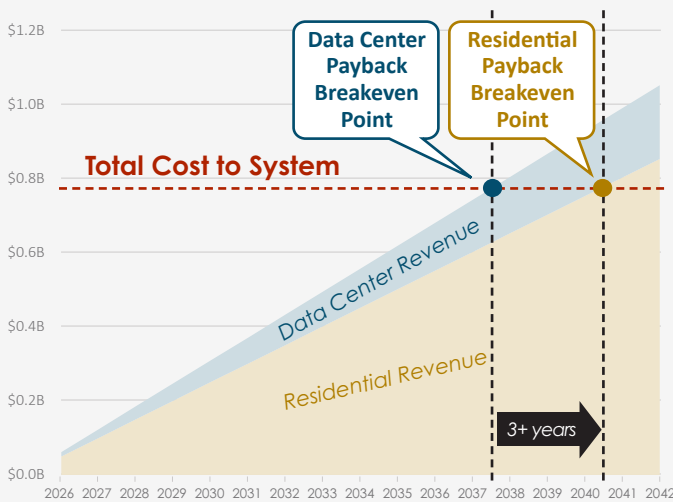 $1.2B
$1.0B
$0.8B
$0.6B
$0.4B
$0.2B
$0.0B
Data Center
Payback
Breakeven
Point
Residential
Payback
Breakeven
Point
Total Cost to System
Data Center Revenue
Residential Revenue
3+ years
2026 2027 2028 2029 2030 2031 2032 2033 2034 2035 2036 2037 2038 2039 2040 2041 2042